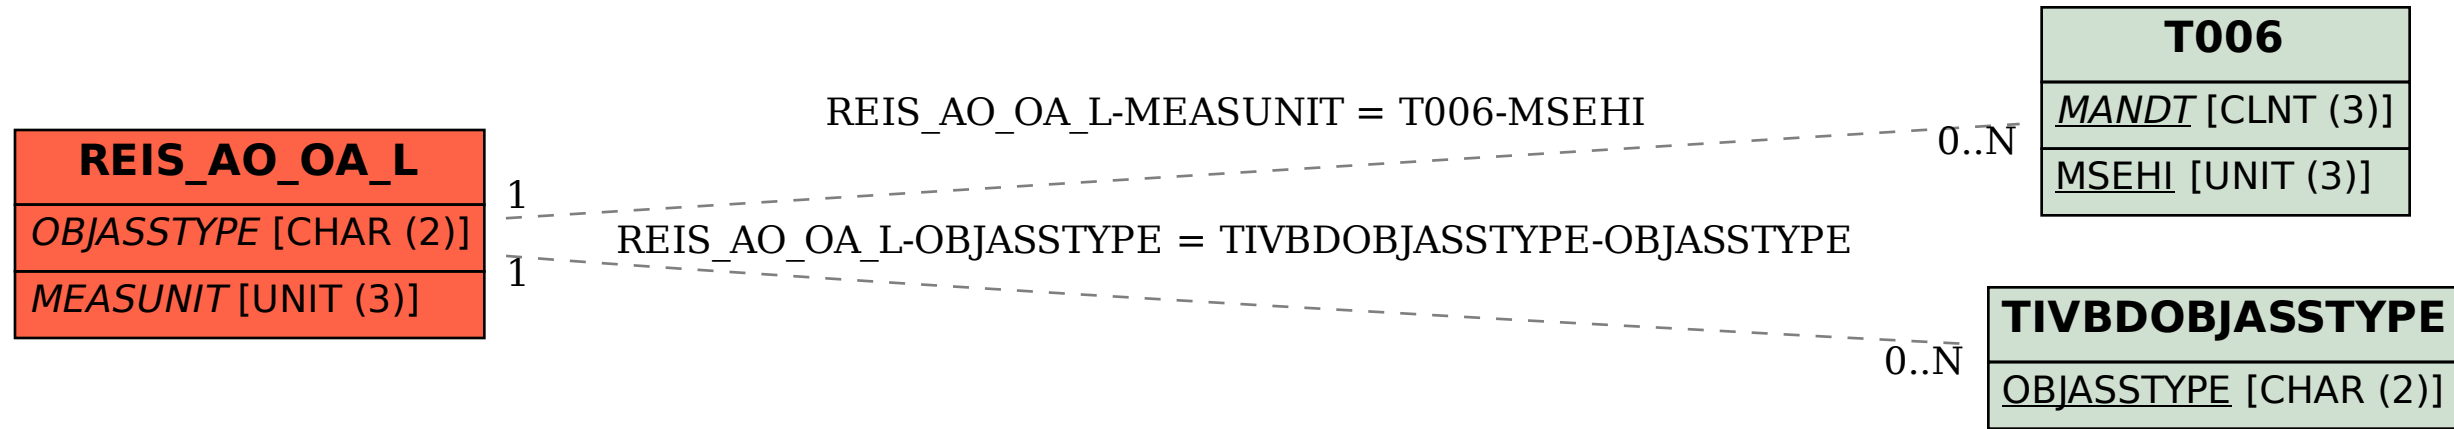 REIS_AO_OA_L
OBJASSTYPE [CHAR (2)]
MEASUNIT [UNIT (3)]
REIS_AO_OA_L-MEASUNIT = T006-MSEHI
1
0..N
REIS_AO_OA_L-OBJASSTYPE = TIVBDOBJASSTYPE-OBJASSTYPE
1
0..N
T006
MANDT [CLNT (3)]
MSEHI [UNIT (3)]
TIVBDOBJASSTYPE
OBJASSTYPE [CHAR (2)]